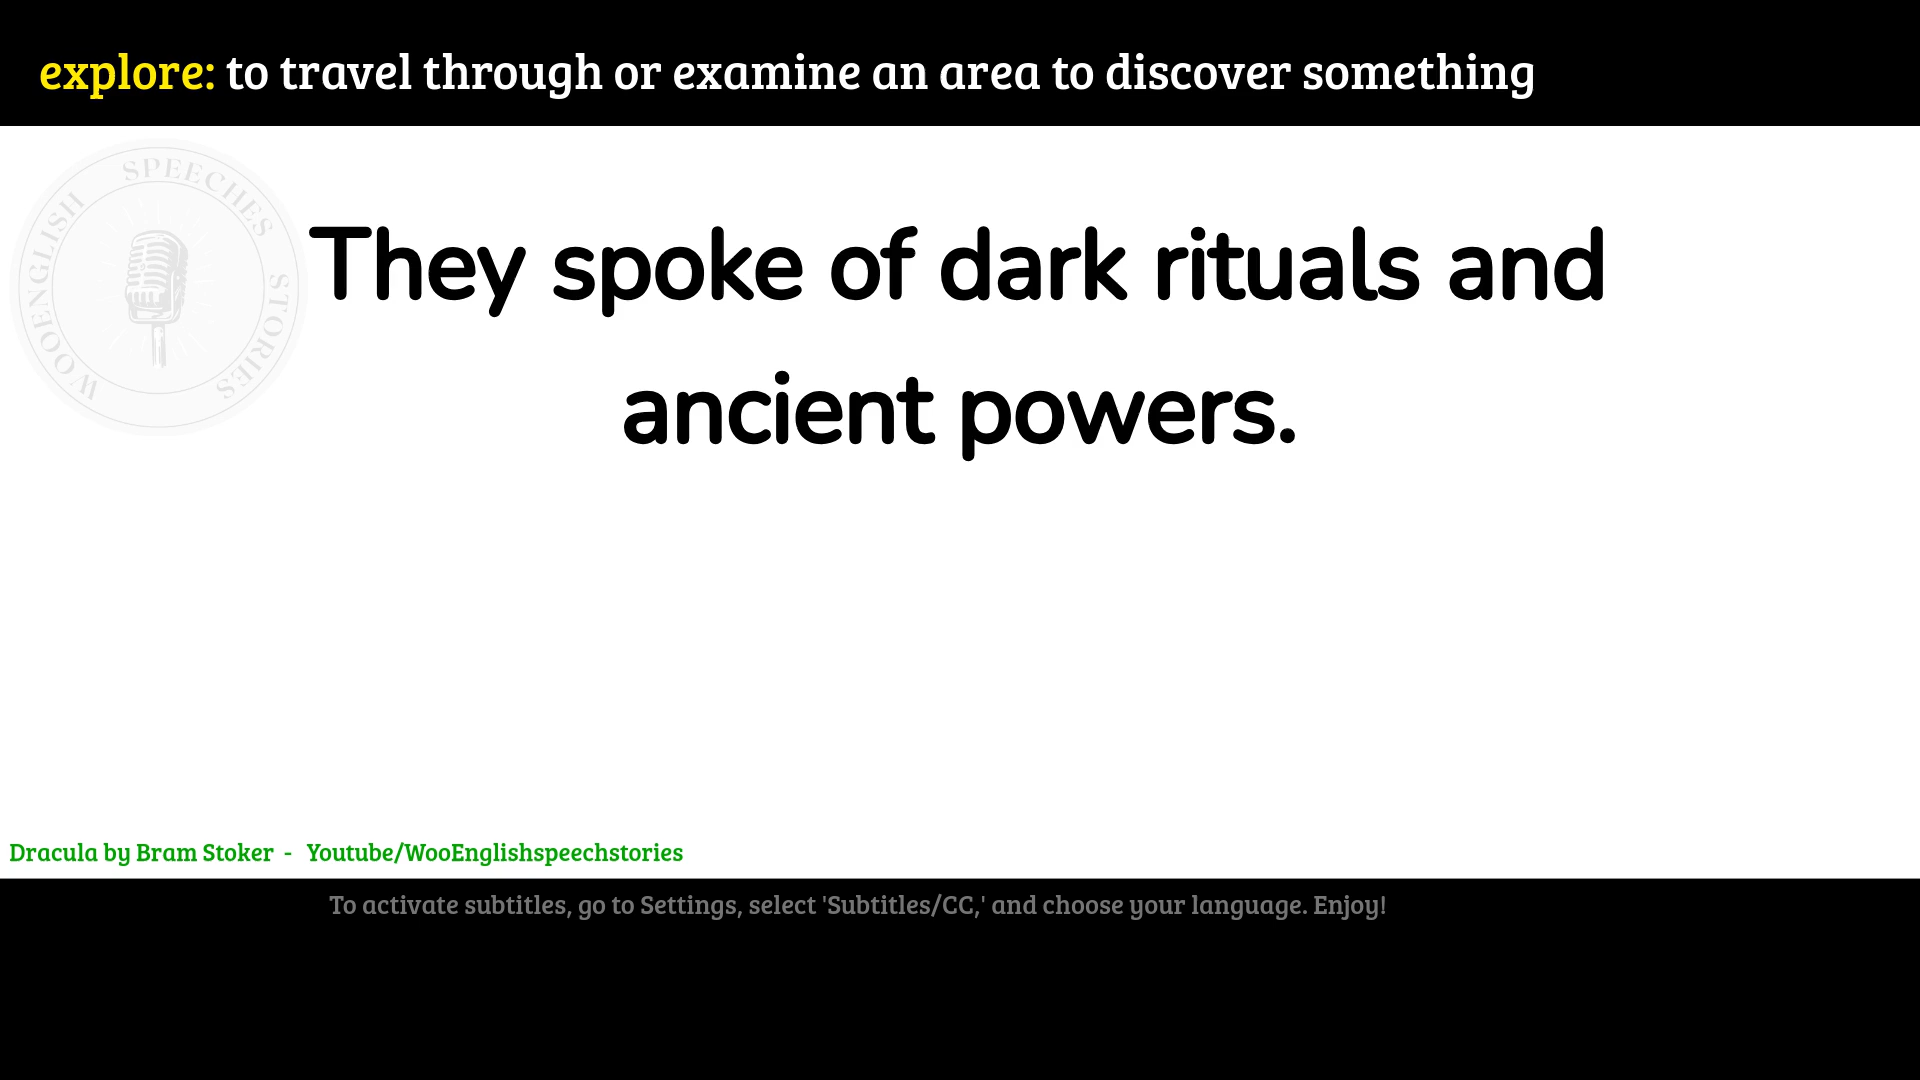 explore: to travel through or examine an area to discover something
WOOENGLISH SPEECHES STORIES
They spoke of dark rituals and
ancient powers.
Dracula by Bram Stoker - Youtube/WooEnglishspeechstories
To activate subtitles, go to Settings, select 'Subtitles/CC,' and choose your language. Enjoy!